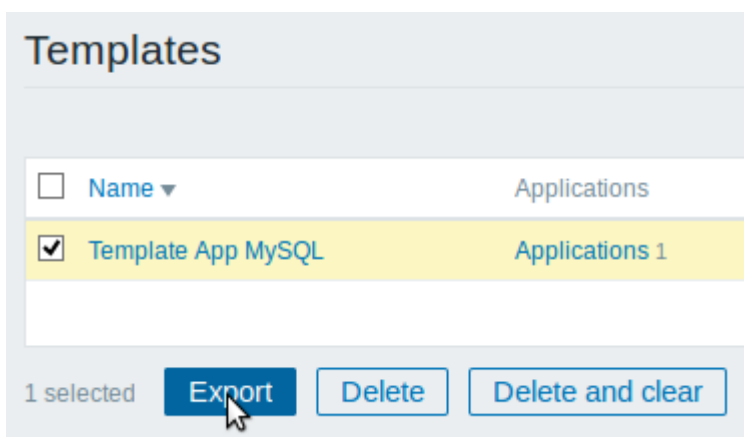 Templates
Name Applications
Template App MySQL Applications 1
1 selected Export Delete Delete and clear